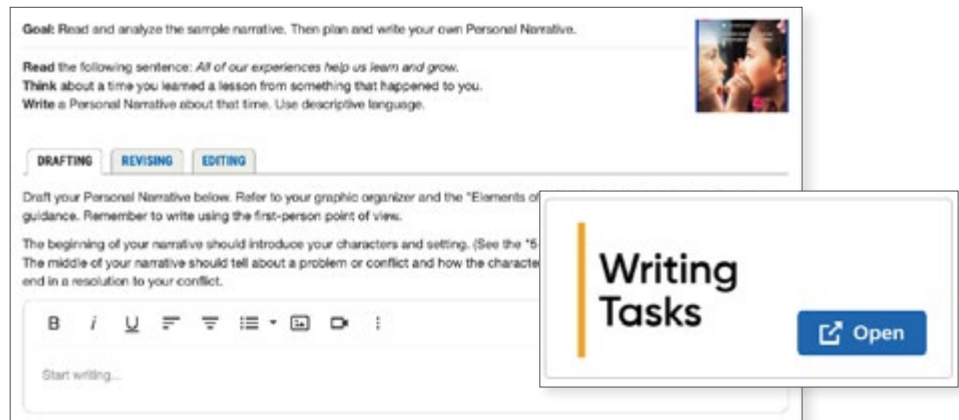 Goal: Read and analyze the sample narrative. Then plan and write your own Personal Narrative.
Read the following sentence: All of our experiences help us learn and grow.
Think about a time you learned a lesson from something that happened to you.
Write a Personal Narrative about that time. Use descriptive language.
DRAFTING REVISING EDITING
Draft your Personal Narrative below. Refer to your graphic organizer and the "Elements of
guidance. Remember to write using the first-person point of view.
The beginning of your narrative should introduce your characters and setting. (See the
The middle of your narrative should tell about a problem or conflict and how the
end in a resolution to your conflict.
B i U
Start writing...
Writing
Tasks
Open